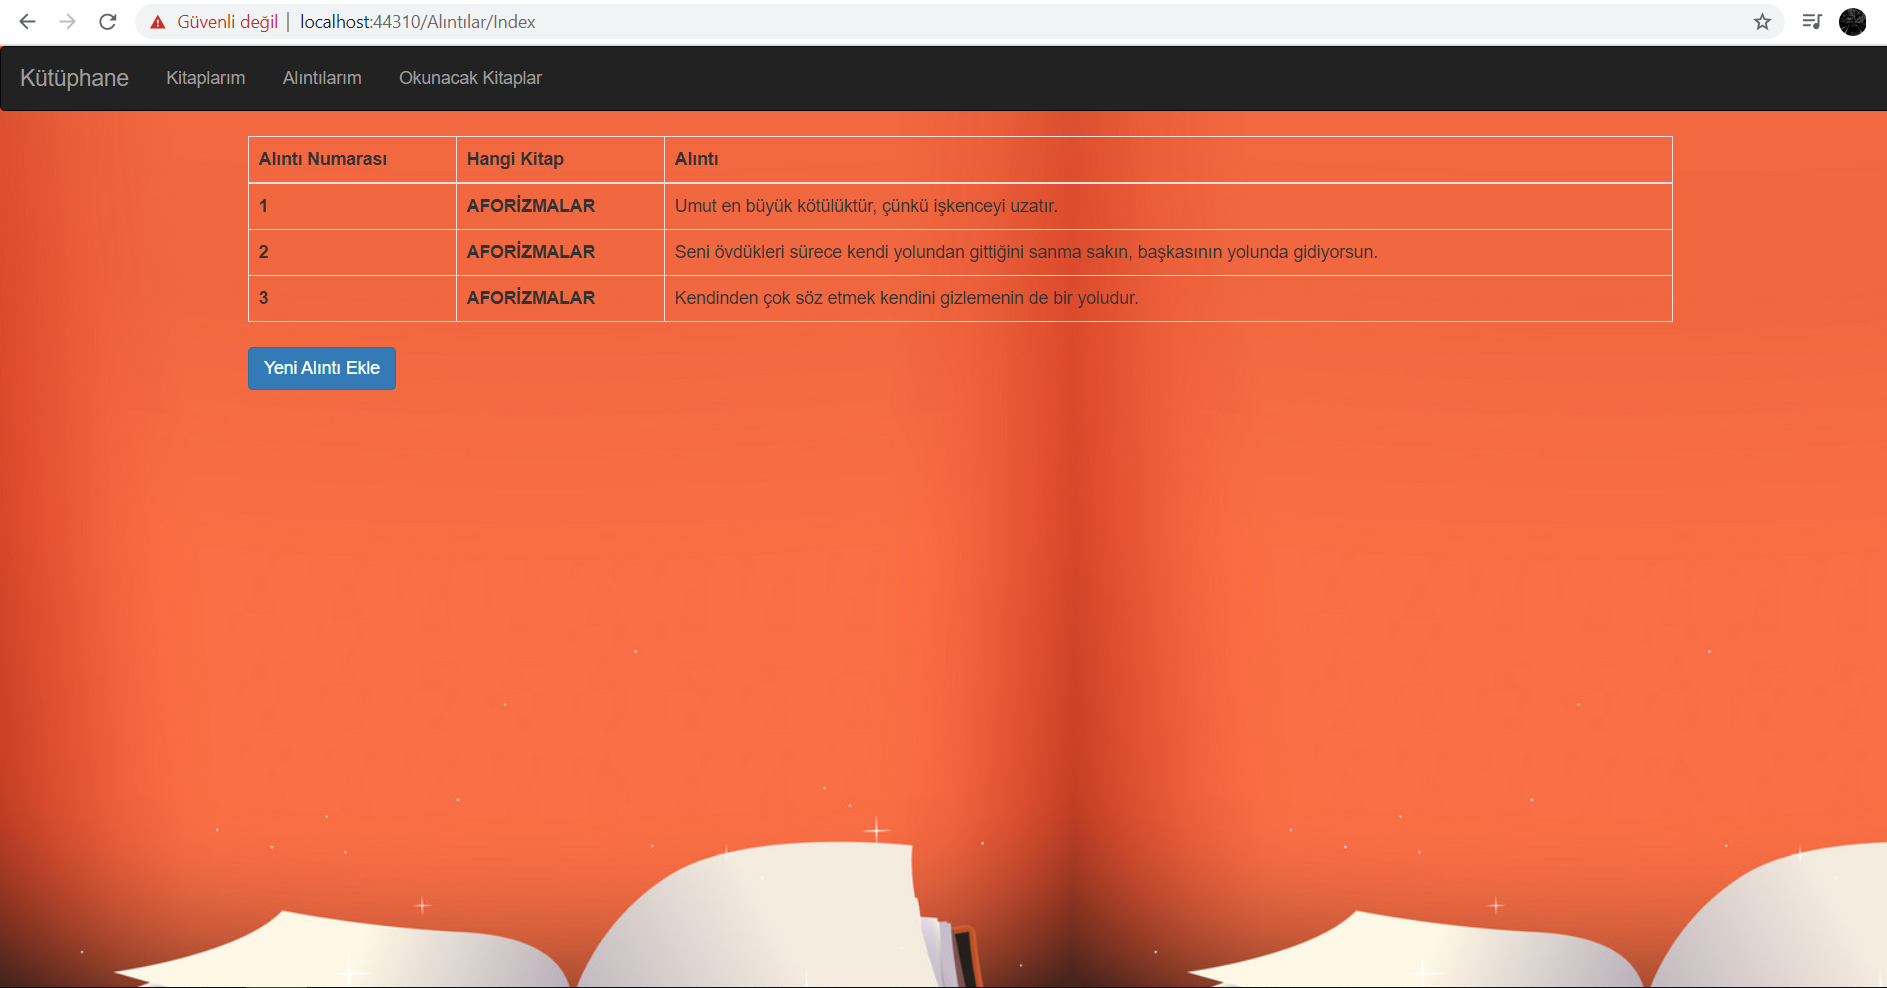 Güvenli değil | localhost:44310/Alıntılar/Index
Kütüphane Kitaplarım Alıntılarım Okunacak Kitaplar
Alıntı Numarası Hangi Kitap Alıntı
1 AFORİZMALAR Umut en büyük kötülüktür, çünkü işkenceyi uzatır.
2 AFORİZMALAR Seni övdükleri sürece kendi yolundan gittiğini sanma sakın, başkasının yolunda gidiyorsun.
3 AFORİZMALAR Kendinden çok söz etmek kendini gizlemenin de bir yoludur.
Yeni Alıntı Ekle